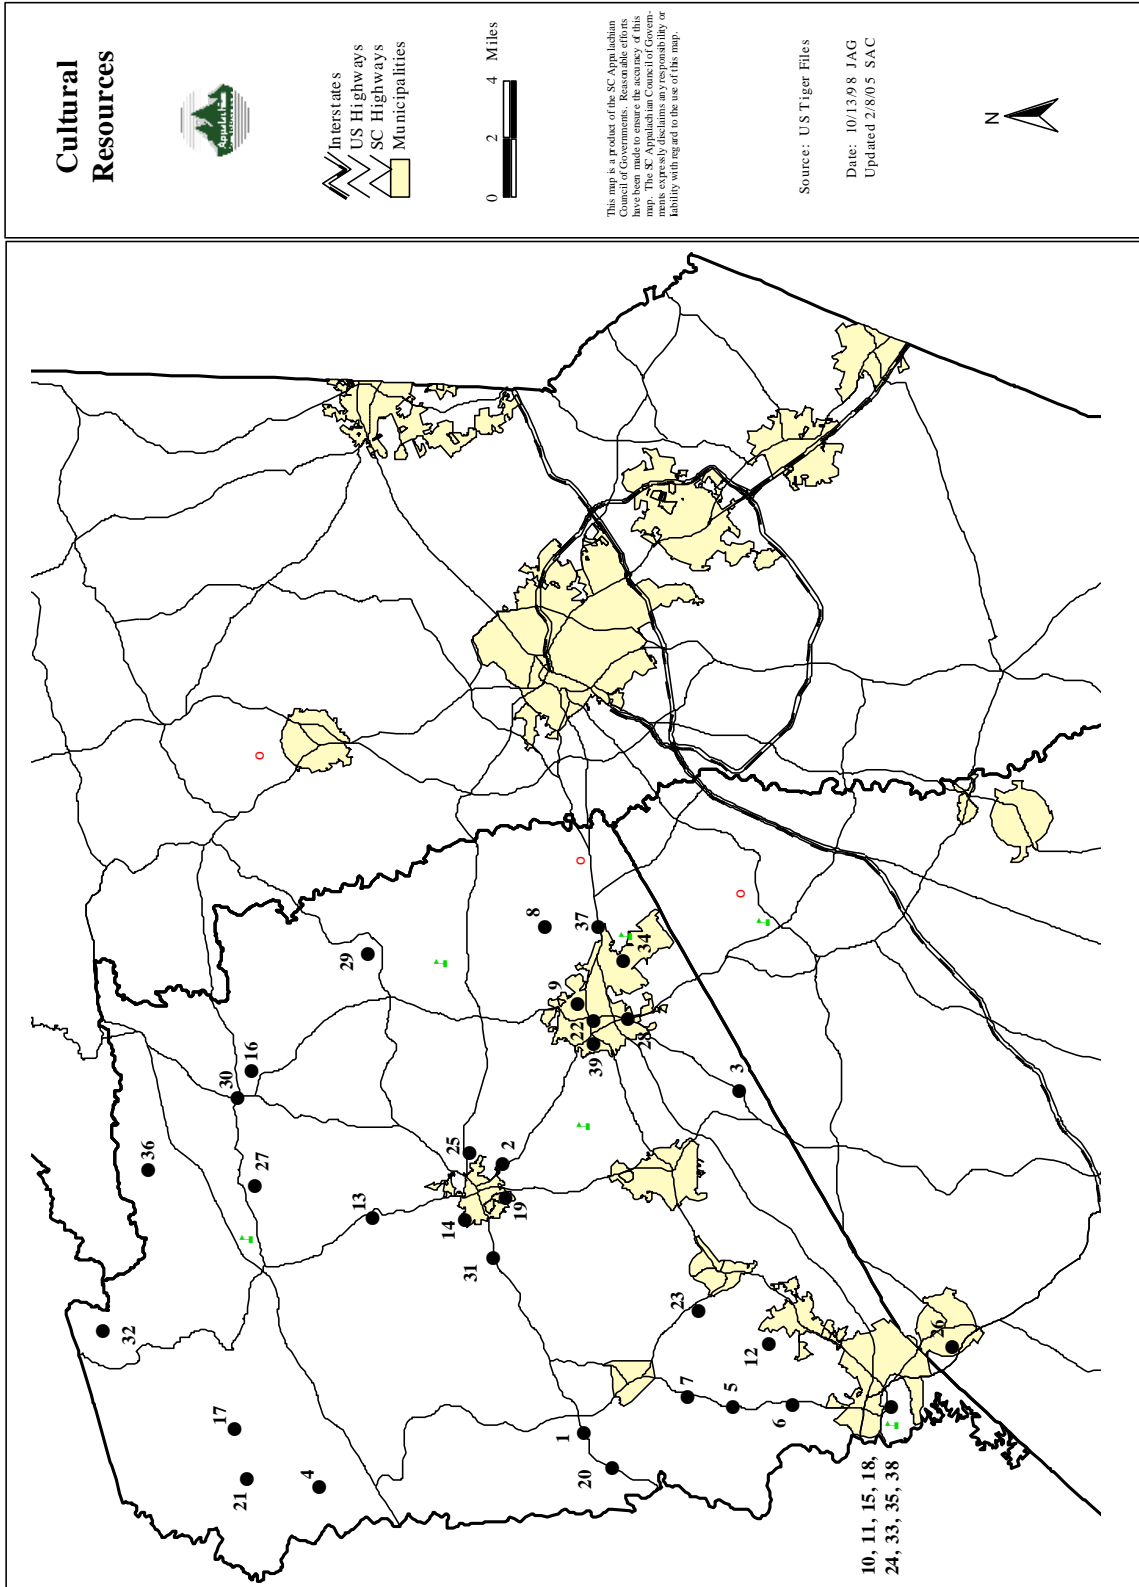 Cultural
Resources
Appalachian
Interstates
US Highways
SC Highways
Municipalities
0 2 4 Miles
This map is a product of the SC Appalachian
Council of Governments. Reasonable efforts
have been made to ensure the accuracy of this
map. The SC Appalachian Council of Govern-
ments expressly disclaims any responsibility or
liability with regard to the use of this map.
Source: US Tiger Files
Date: 10/13/98 JAG
Updated 2/8/05 SAC
N
32
36
17
21
30
27
16
4
29
13
25
14
31
2
19
8
1
9
20
22
37
39
34
28
7
23
5
3
12
6
26
10, 11, 15, 18,
24, 33, 35, 38